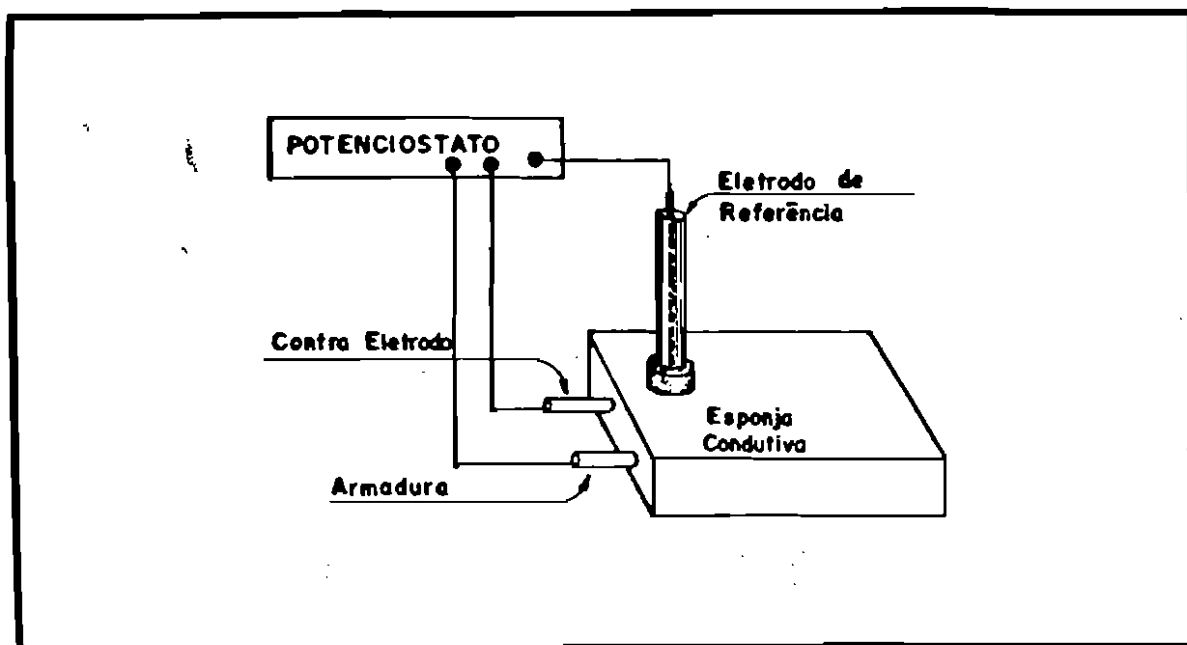 POTENCIOSTATO
Eletrodo de
Referência
Contra Eletrodo
Esponja
Condutiva
Armadura